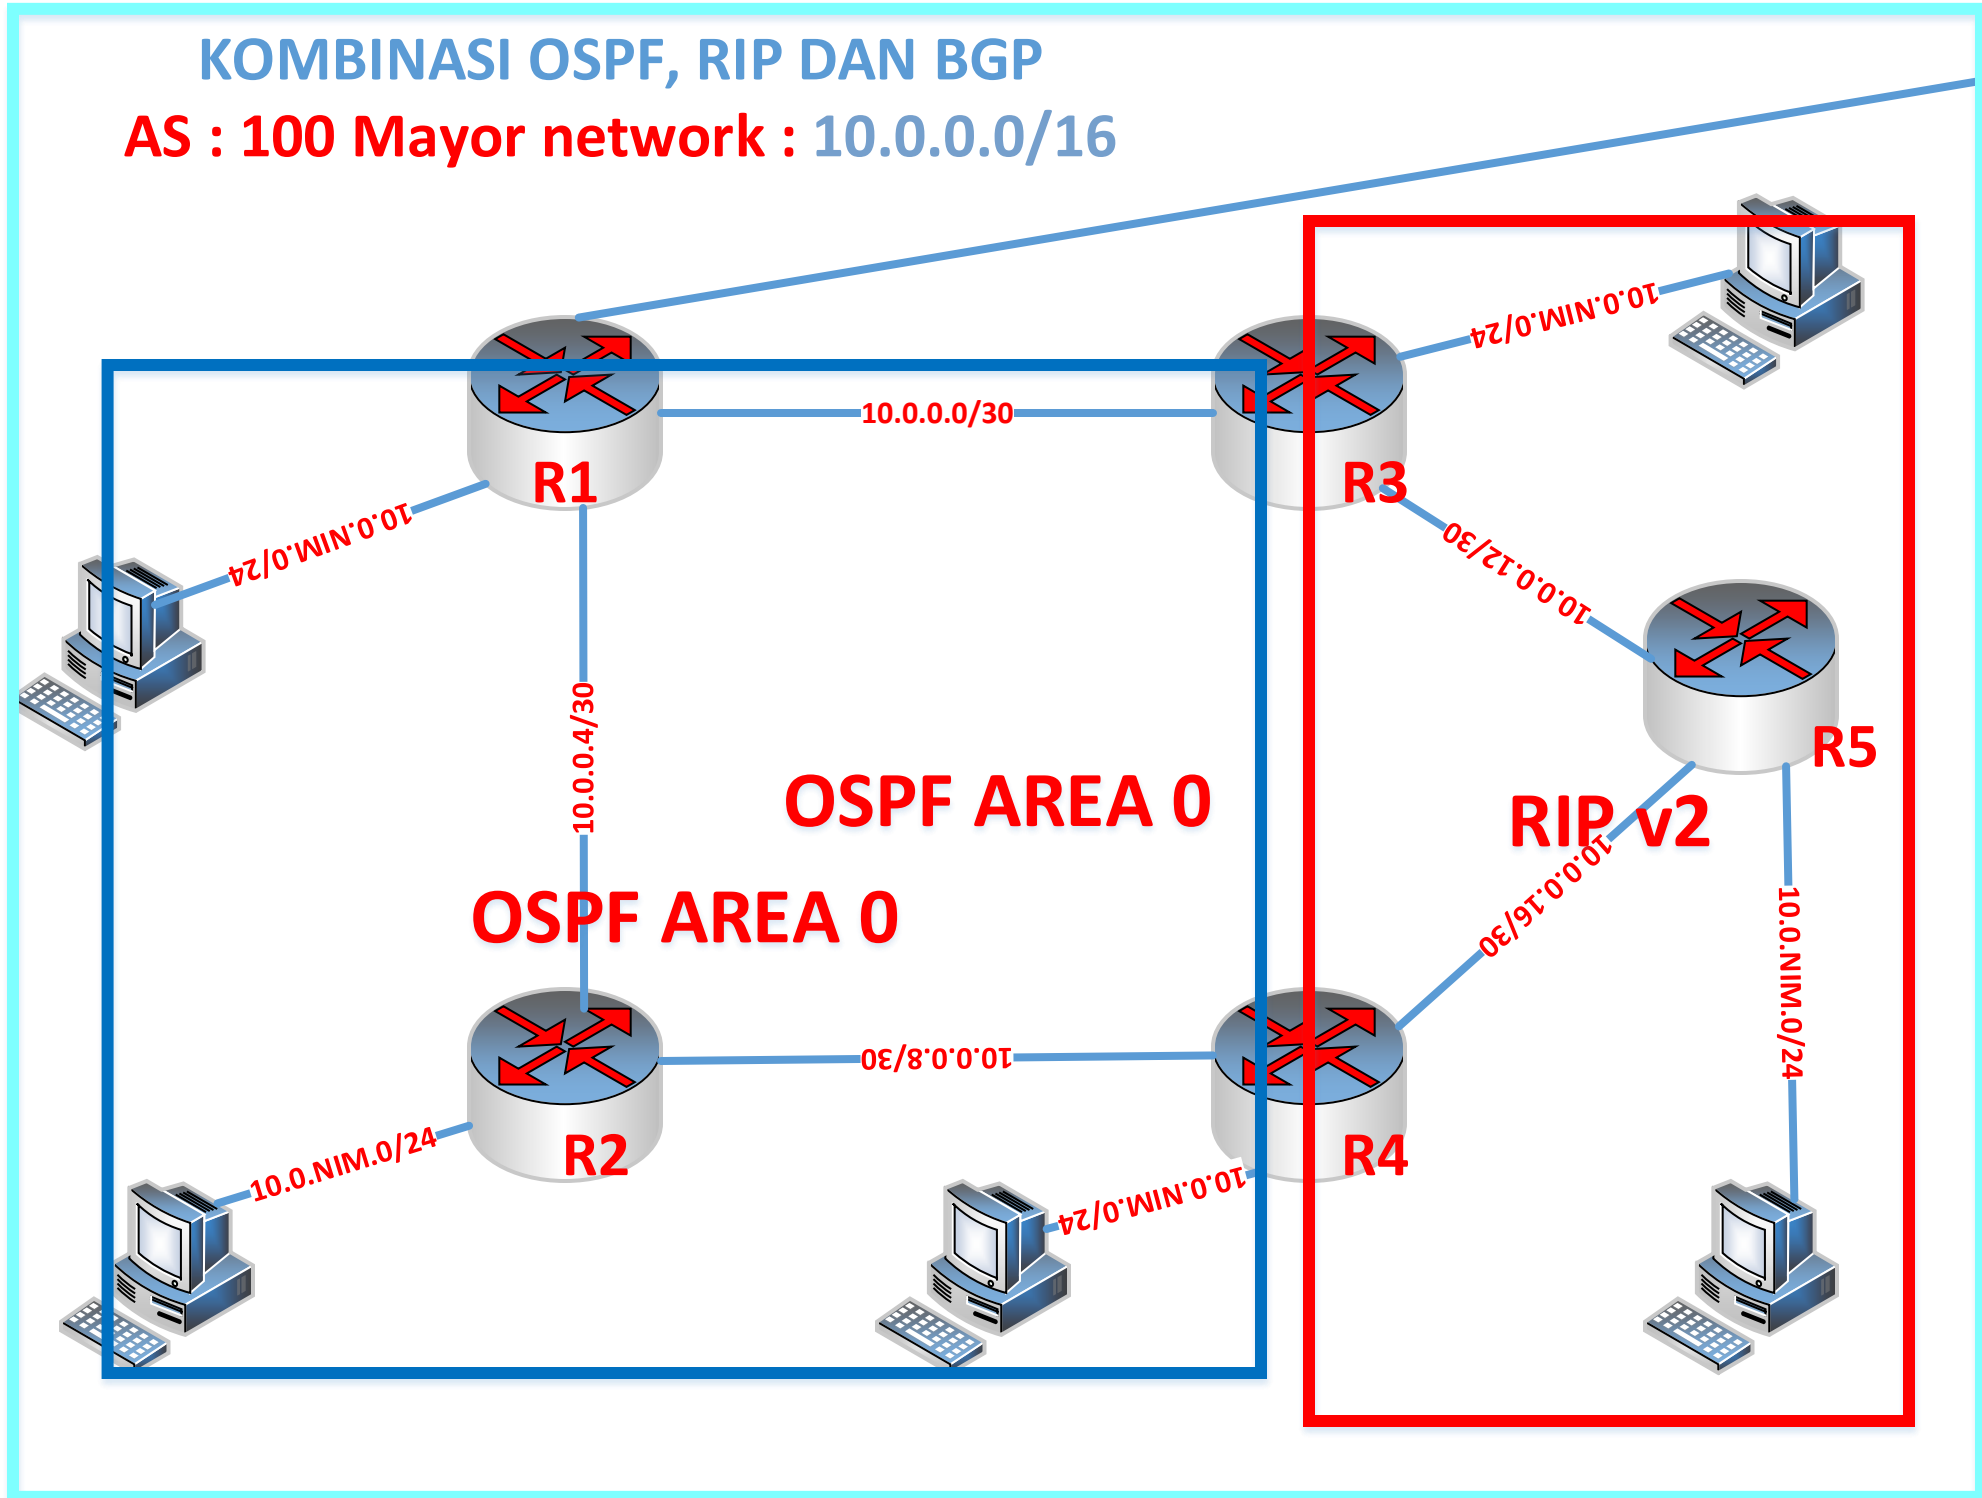 KOMBINASI OSPF, RIP DAN BGP
AS : 100 Mayor network : 10.0.0.0/16
10.0.NIM.0/24
10.0.0.0/30
R1
R3
10.0.NIM.0/24
10.0.0.12/30
10.0.0.4/30
R5
OSPF AREA 0
RIP v2
OSPF AREA 0
10.0.0.16/30
10.0.NIM.0/24
10.0.0.8/30
R2
R4
10.0.NIM.0/24
10.0.NIM.0/24